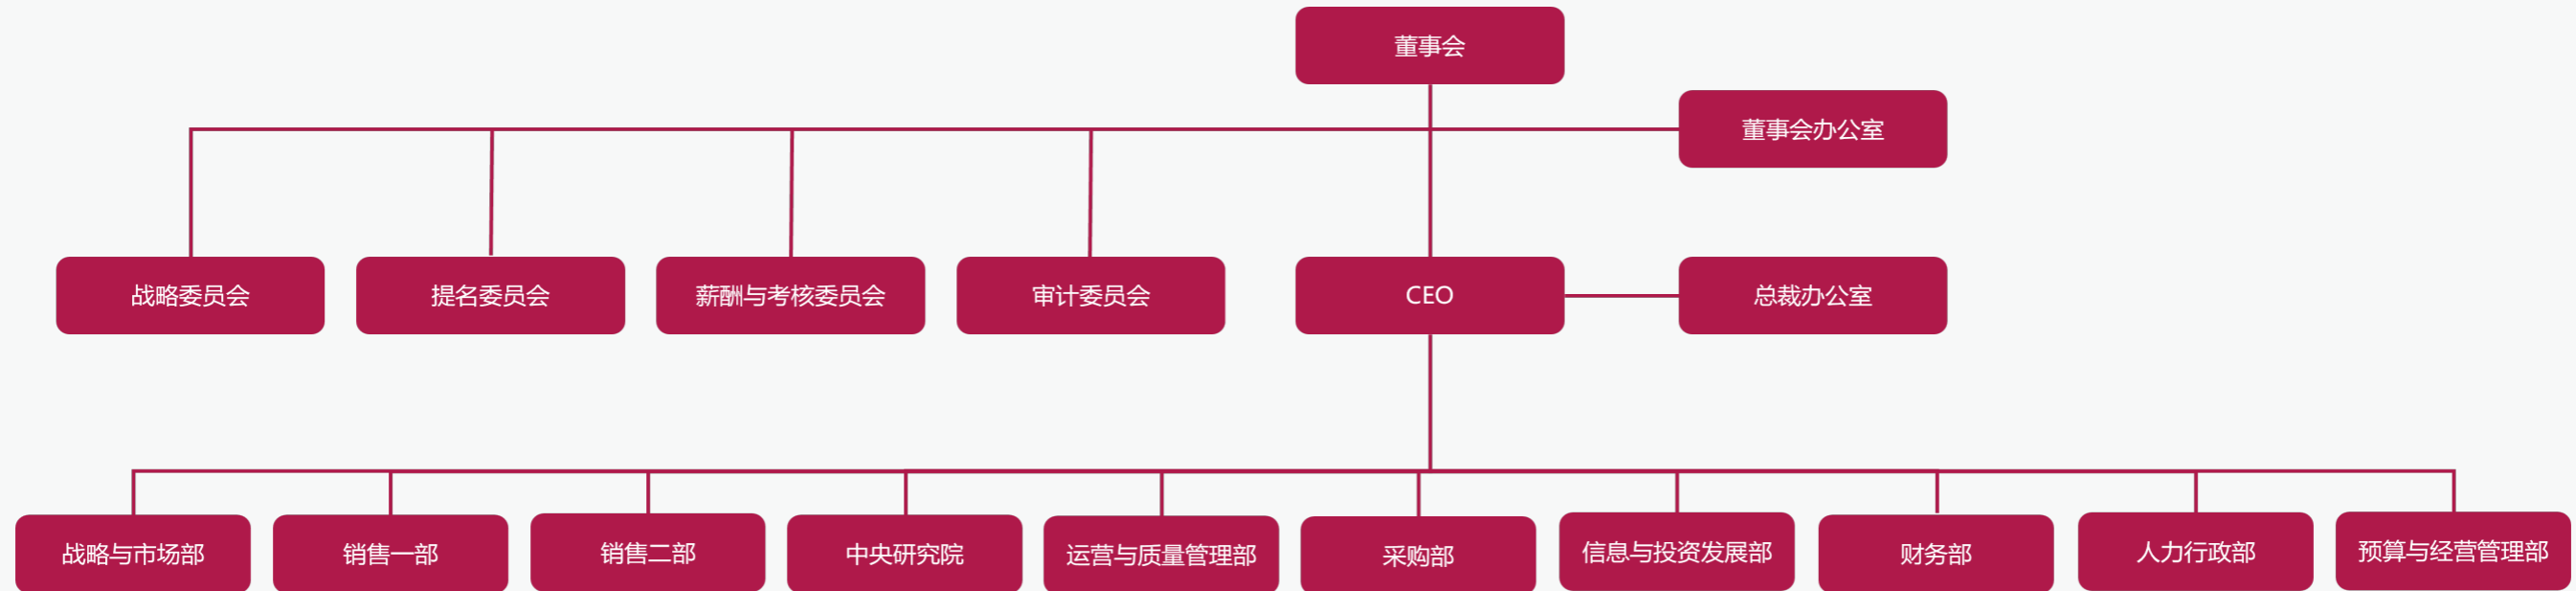 董事会
董事会办公室
战略委员会
提名委员会
薪酬与考核委员会
审计委员会
CEO
总裁办公室
战略与市场部
销售一部
销售二部
中央研究院
运营与质量管理部
采购部
信息与投资发展部
财务部
人力行政部
预算与经营管理部